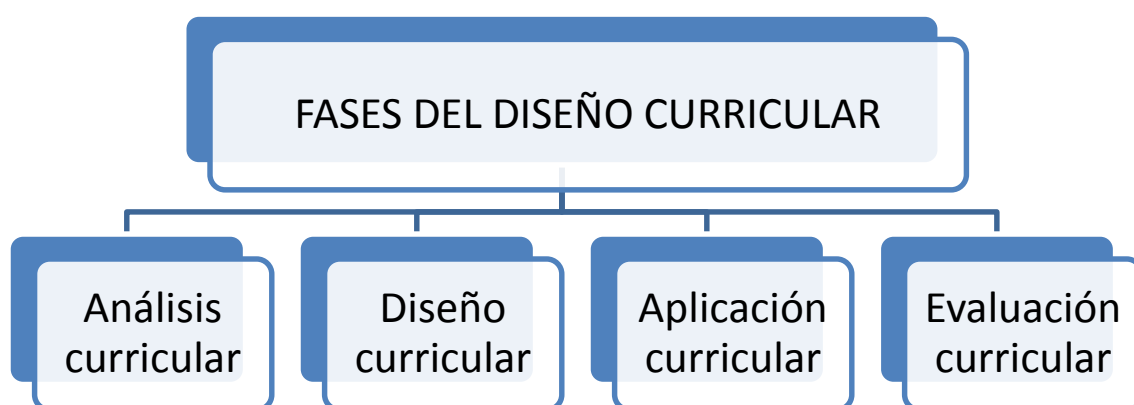 FASES DEL DISEÑO CURRICULAR
Análisis
curricular
Diseño
curricular
Aplicación
curricular
Evaluación
curricular